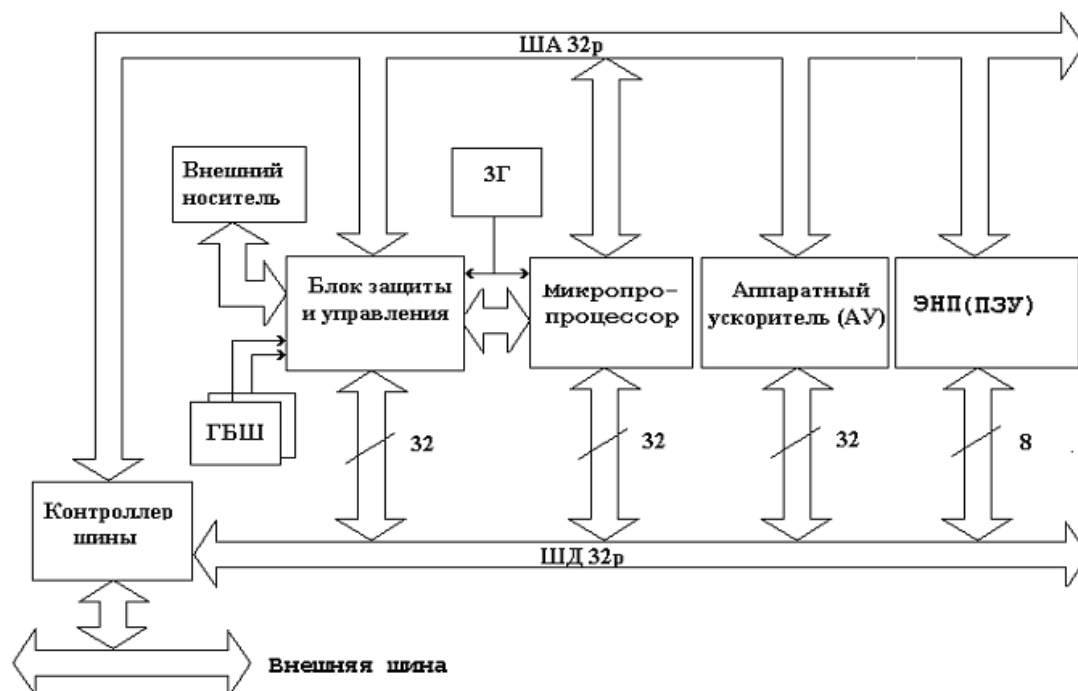 ША 32р
Внешний
носитель
ЗГ
Блок защиты
и управления
микропро-
процессор
Аппаратный
ускоритель (АУ)
ЭНП(ПЗУ)
ГБШ
32
32
32
8
Контроллер
шины
ШД 32р
Внешняя шина